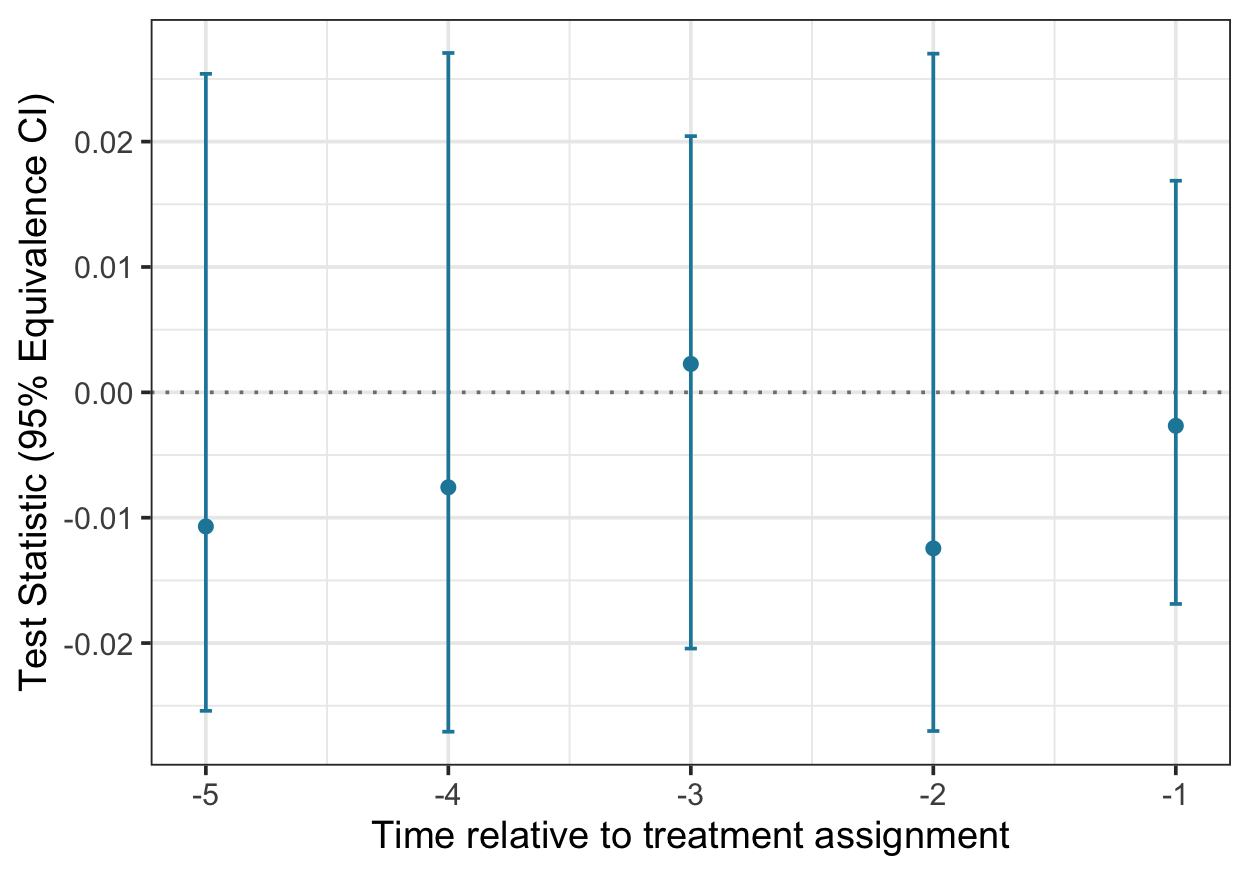 Test Statistic (95% Equivalence CI)
0.02
0.01
0.00
-0.01
-0.02
-5 -4 -3 -2 -1
Time relative to treatment assignment